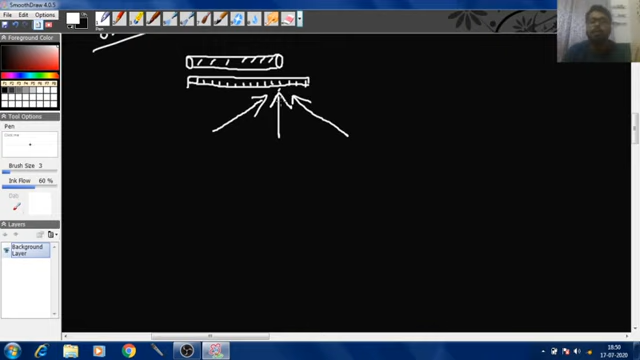 SmoothDraw 4.0.5
File Edit Options
Pen
Foreground Color
Tool Options
Pen
Brush Size 3
Ink Flow 60 %
Layers
Background Layer
18:50
17-07-2020